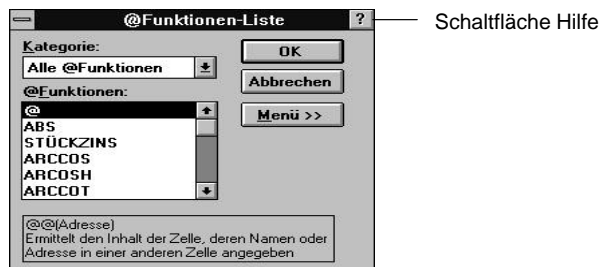 @Funktionen-Liste
?
Schaltfläche Hilfe
Kategorie:
Alle @Funktionen
@Funktionen:
@
ABS
STÜCKZINS
ARCCOS
ARCOSH
ARCCOT
OK
Abbrechen
Menü >>
@@(Adresse)
Ermittelt den Inhalt der Zelle, deren Namen oder
Adresse in einer anderen Zelle angegeben